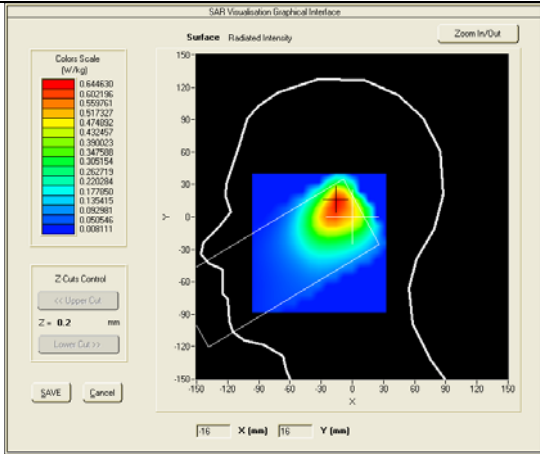 SAR Visualisation Graphical Interface
Surface Radiated Intensity
Zoom In/Out
Colors Scale
(W/kg)
0.644630
0.602196
0.559761
0.517327
0.474892
0.432457
0.390023
0.347588
0.305154
0.262719
0.220284
0.177850
0.135415
0.092981
0.050546
0.008111
Z Cuts Control
<< Upper Cut
Z = 0.2 mm
Lower Cut >>
SAVE Cancel
150-
120-
90-
60-
30-
0-
-30-
-60-
-90-
-120-
-150-
Y
-150 -120 -90 -60 -30 0 30 60 90 120 150
X
-16 X (mm) 16 Y (mm)